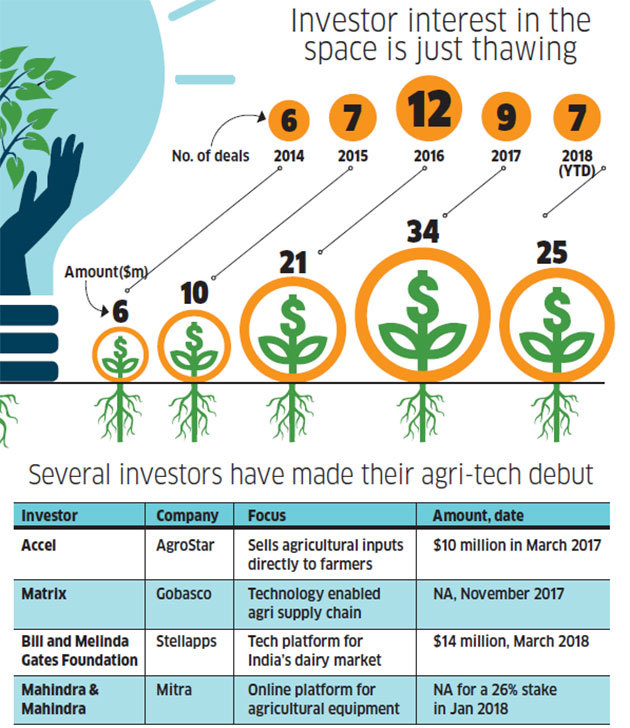 Investor interest in the
space is just thawing
6 7 12 9 7
No. of deals 2014 2015 2016 2017 2018
(YTD)
Amount($m)
6 10 21 34 25
$ $ $ $ $
Several investors have made their agri-tech debut
Investor Company Focus Amount, date
Accel AgroStar Sells agricultural inputs $10 million in March 2017
directly to farmers
Matrix Gobasco Technology enabled NA, November 2017
agri supply chain
Bill and Melinda Stellapps Tech platform for $14 million, March 2018
Gates Foundation India's dairy market
Mahindra & Mitra Online platform for NA for a 26% stake
Mahindra agricultural equipment in Jan 2018